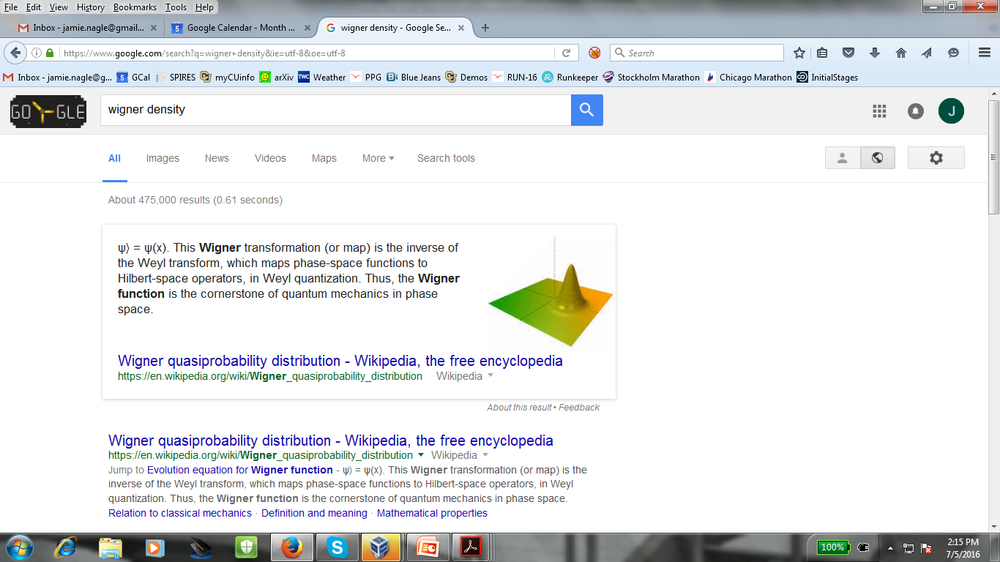 File Edit View History Bookmarks Tools Help
Inbox - jamie.nagle@gmail... Google Calendar - Month ... wigner density - Google Se...
https://www.google.com/search?q=wigner+density&ie=utf-8&oe=utf-8 Search
Inbox - jamie.nagle@g... 5 GCal SPIRES myCUinfo arXiv TWC Weather PPG Bi Blue Jeans Demos RUN-16 Runkeeper Stockholm Marathon Chicago Marathon InitialStages
GO GLE wigner density J
All Images News Videos Maps More Search tools
About 475,000 results (0.61 seconds)
ψ⟩ = ψ(x). This Wigner transformation (or map) is the inverse of
the Weyl transform, which maps phase-space functions to
Hilbert-space operators, in Weyl quantization. Thus, the Wigner
function is the cornerstone of quantum mechanics in phase
space.
Wigner quasiprobability distribution - Wikipedia, the free encyclopedia
https://en.wikipedia.org/wiki/Wigner_quasiprobability_distribution Wikipedia
About this result • Feedback
Wigner quasiprobability distribution - Wikipedia, the free encyclopedia
https://en.wikipedia.org/wiki/Wigner_quasiprobability_distribution Wikipedia
Jump to Evolution equation for Wigner function - ψ⟩ = ψ(x). This Wigner transformation (or map) is the
inverse of the Weyl transform, which maps phase-space functions to Hilbert-space operators, in Weyl
quantization. Thus, the Wigner function is the cornerstone of quantum mechanics in phase space.
Relation to classical mechanics · Definition and meaning · Mathematical properties
100% 2:15 PM
7/5/2016